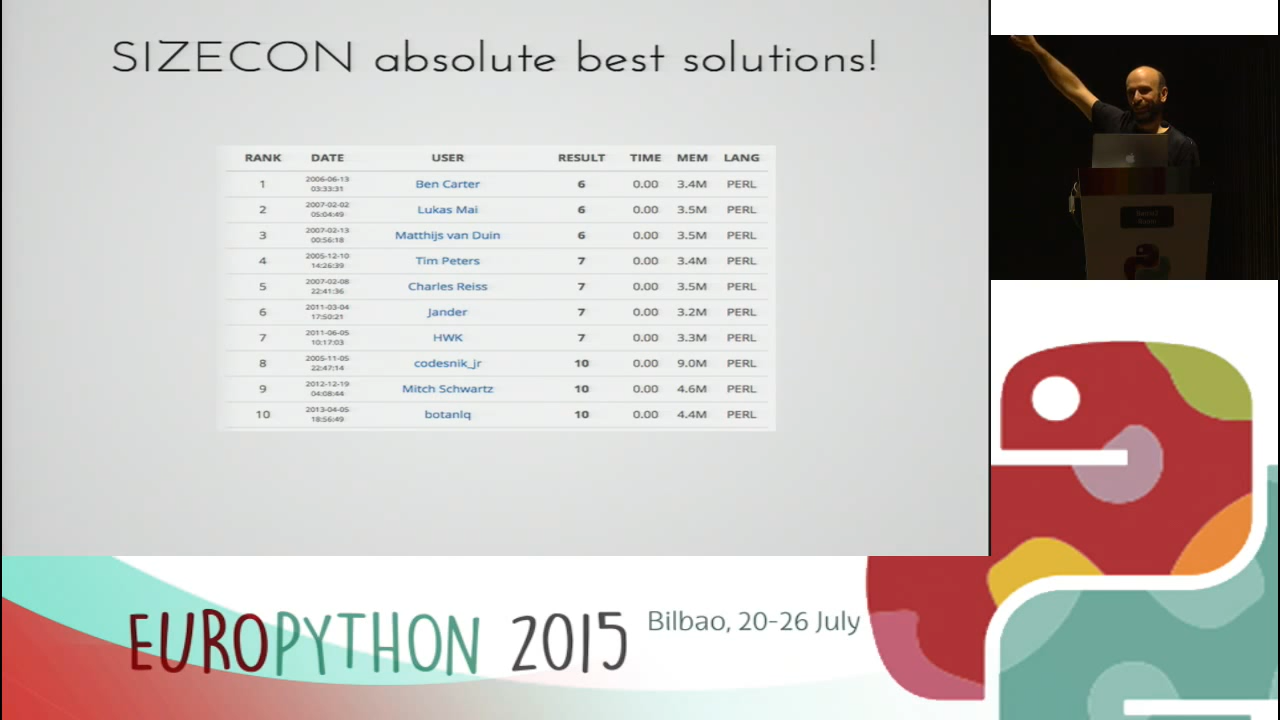 SIZECON absolute best solutions!
RANK DATE USER RESULT TIME MEM LANG
1 2006-06-13 03:33:31 Ben Carter 6 0.00 3.4M PERL
2 2007-02-02 05:04:49 Lukas Mai 6 0.00 3.5M PERL
3 2007-02-13 00:56:18 Matthijs van Duin 6 0.00 3.5M PERL
4 2005-12-10 14:26:39 Tim Peters 7 0.00 3.4M PERL
5 2007-02-08 22:41:36 Charles Reiss 7 0.00 3.5M PERL
6 2011-03-04 17:50:21 Jander 7 0.00 3.2M PERL
7 2011-06-05 10:17:03 HWK 7 0.00 3.3M PERL
8 2005-11-05 22:47:14 codesnik_jr 10 0.00 9.0M PERL
9 2012-12-19 04:08:44 Mitch Schwartz 10 0.00 4.6M PERL
10 2013-04-05 18:56:49 botanlq 10 0.00 4.4M PERL
EUROPYTHON 2015 Bilbao, 20-26 July